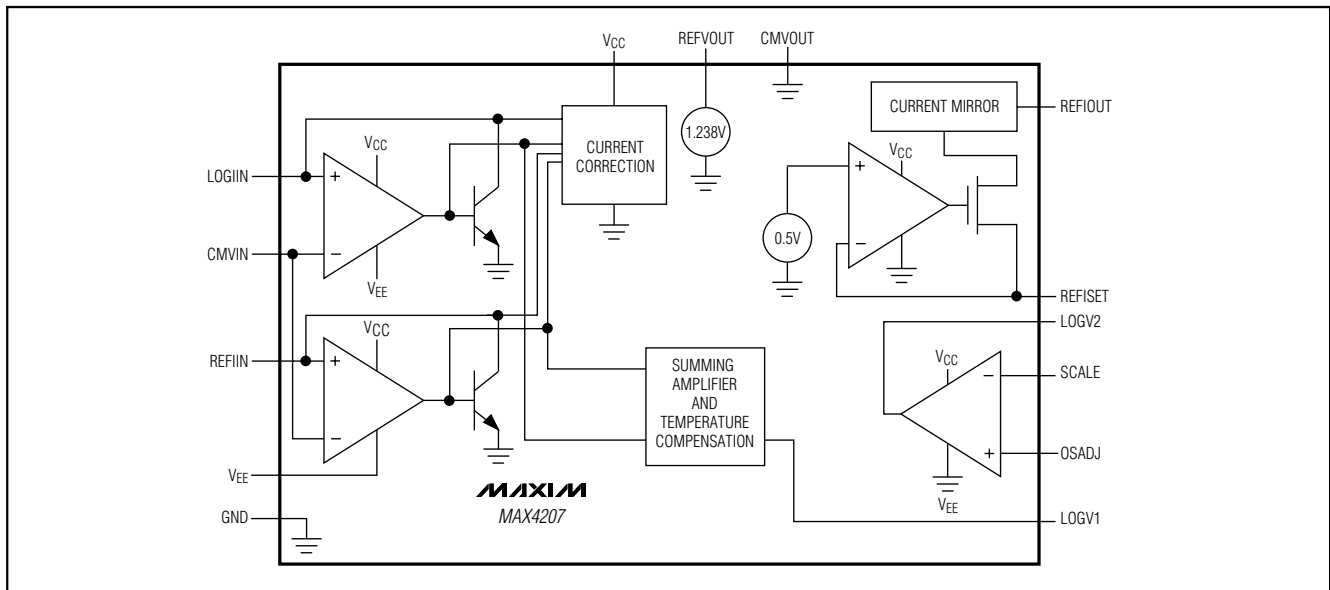 VCC
REFVOUT
CMVOUT
CURRENT MIRROR
REFIOUT
1.238V
CURRENT
CORRECTION
VCC
VCC
LOGIIN
+
+
0.5V
CMVIN
−
−
VEE
REFISET
LOGV2
VCC
REFIIN
+
SUMMING
AMPLIFIER
AND
TEMPERATURE
COMPENSATION
VCC
−
SCALE
−
+
OSADJ
VEE
MAXIM
MAX4207
VEE
GND
LOGV1